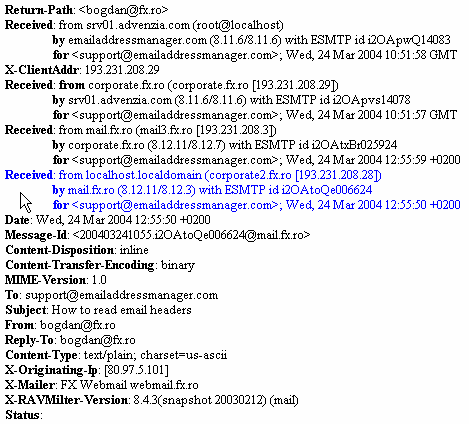 Return-Path: <bogdan@fx.ro>
Received: from srv01.advenzia.com (root@localhost)
by emailaddressmanager.com (8.11.6/8.11.6) with ESMTP id i2OApwQ14083
for <support@emailaddressmanager.com>; Wed, 24 Mar 2004 10:51:58 GMT
X-ClientAddr: 193.231.208.29
Received: from corporate.fx.ro (corporate.fx.ro [193.231.208.29])
by srv01.advenzia.com (8.11.6/8.11.6) with ESMTP id i2OApvs14078
for <support@emailaddressmanager.com>; Wed, 24 Mar 2004 10:51:57 GMT
Received: from mail.fx.ro (mail3.fx.ro [193.231.208.3])
by corporate.fx.ro (8.12.11/8.12.7) with ESMTP id i2OAtxBr025924
for <support@emailaddressmanager.com>; Wed, 24 Mar 2004 12:55:59 +0200
Received: from localhost.localdomain (corporate2.fx.ro [193.231.208.28])
by mail.fx.ro (8.12.11/8.12.3) with ESMTP id i2OAtoQe006624
for <support@emailaddressmanager.com>; Wed, 24 Mar 2004 12:55:50 +0200
Date: Wed, 24 Mar 2004 12:55:50 +0200
Message-Id: <200403241055.i2OAtoQe006624@mail.fx.ro>
Content-Disposition: inline
Content-Transfer-Encoding: binary
MIME-Version: 1.0
To: support@emailaddressmanager.com
Subject: How to read email headers
From: bogdan@fx.ro
Reply-To: bogdan@fx.ro
Content-Type: text/plain; charset=us-ascii
X-Originating-Ip: [80.97.5.101]
X-Mailer: FX Webmail webmail.fx.ro
X-RAVMilter-Version: 8.4.3(snapshot 20030212) (mail)
Status: